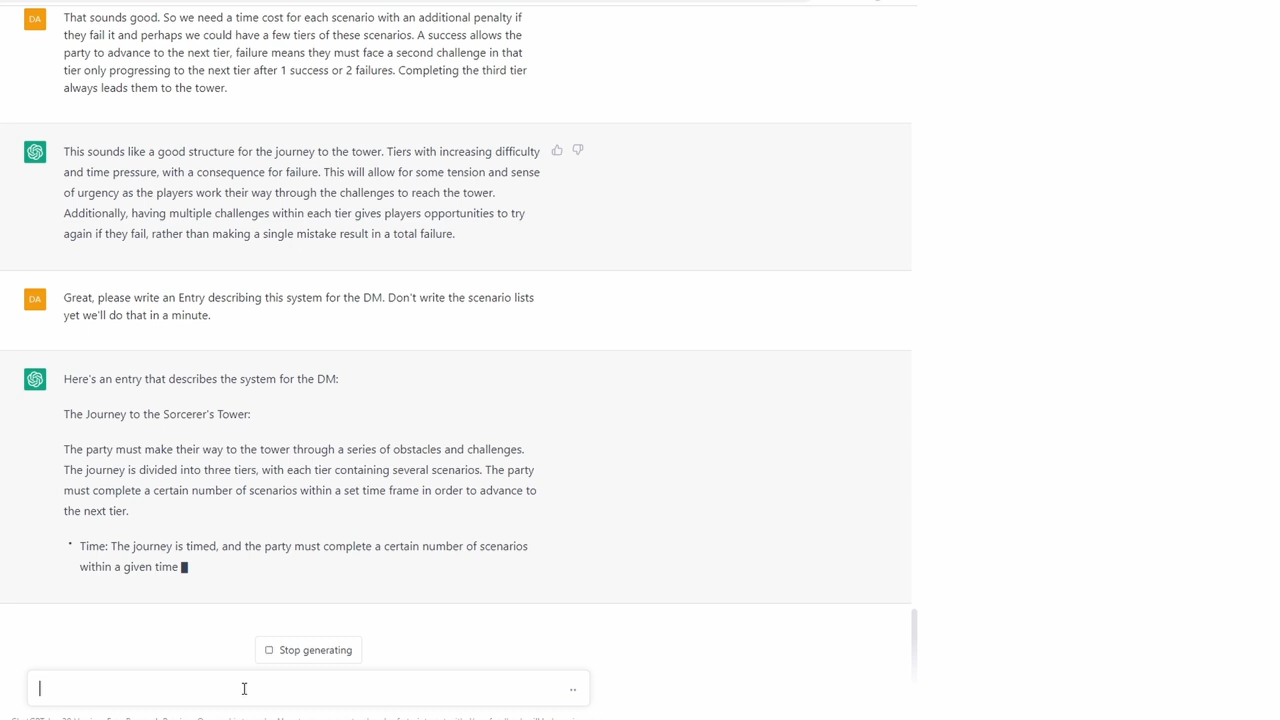 DA
That sounds good. So we need a time cost for each scenario with an additional penalty if
they fail it and perhaps we could have a few tiers of these scenarios. A success allows the
party to advance to the next tier, failure means they must face a second challenge in that
tier only progressing to the next tier after 1 success or 2 failures. Completing the third tier
always leads them to the tower.
This sounds like a good structure for the journey to the tower. Tiers with increasing difficulty
and time pressure, with a consequence for failure. This will allow for some tension and sense
of urgency as the players work their way through the challenges to reach the tower.
Additionally, having multiple challenges within each tier gives players opportunities to try
again if they fail, rather than making a single mistake result in a total failure.
DA
Great, please write an Entry describing this system for the DM. Don't write the scenario lists
yet we'll do that in a minute.
Here's an entry that describes the system for the DM:
The Journey to the Sorcerer's Tower:
The party must make their way to the tower through a series of obstacles and challenges.
The journey is divided into three tiers, with each tier containing several scenarios. The party
must complete a certain number of scenarios within a set time frame in order to advance to
the next tier.
• Time: The journey is timed, and the party must complete a certain number of scenarios
within a given time
Stop generating